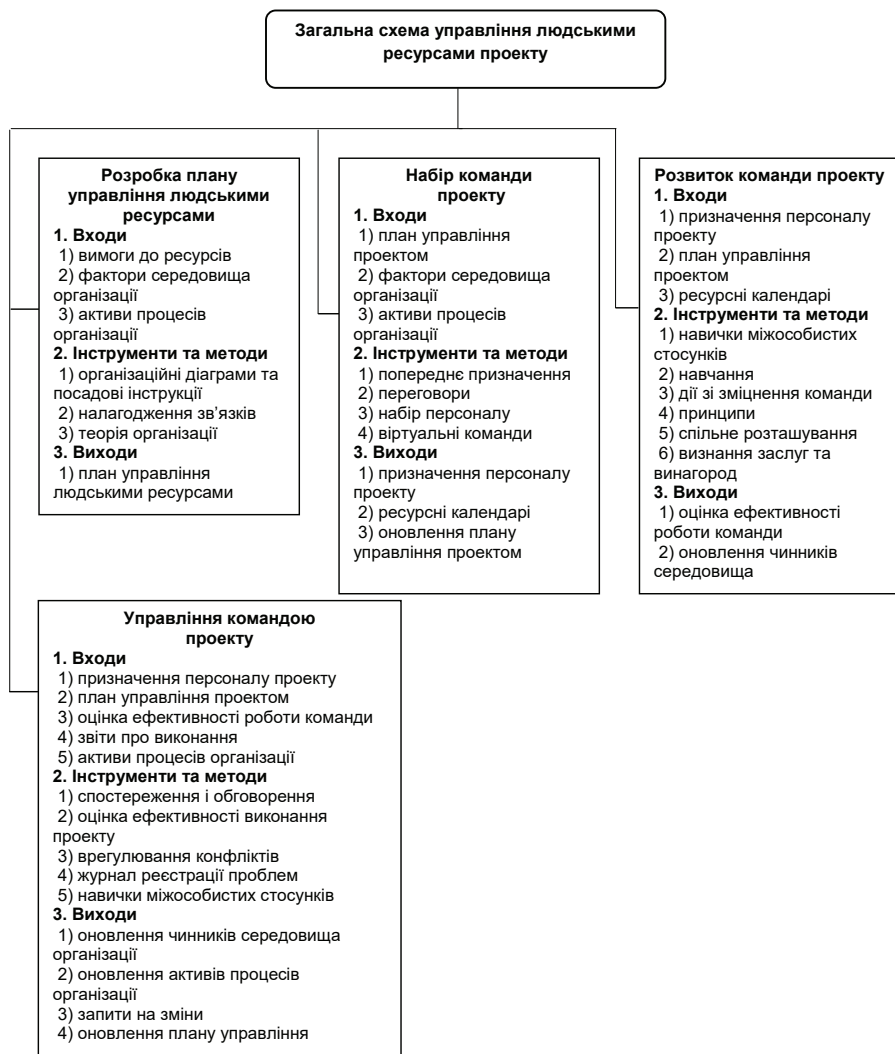 Загальна схема управління людськими
ресурсами проекту
Розробка плану
управління людськими
ресурсами
1. Входи
1) вимоги до ресурсів
2) фактори середовища
організації
3) активи процесів
організації
2. Інструменти та методи
1) організаційні діаграми та
посадові інструкції
2) налагодження зв’язків
3) теорія організації
3. Виходи
1) план управління
людськими ресурсами
Набір команди
проекту
1. Входи
1) план управління
проектом
2) фактори середовища
організації
3) активи процесів
організації
2. Інструменти та методи
1) попереднє призначення
2) переговори
3) набір персоналу
4) віртуальні команди
3. Виходи
1) призначення персоналу
проекту
2) ресурсні календарі
3) оновлення плану
управління проектом
Розвиток команди проекту
1. Входи
1) призначення персоналу
проекту
2) план управління
проектом
3) ресурсні календарі
2. Інструменти та методи
1) навички міжособистих
стосунків
2) навчання
3) дії зі зміцнення команди
4) принципи
5) спільне розташування
6) визнання заслуг та
винагород
3. Виходи
1) оцінка ефективності
роботи команди
2) оновлення чинників
середовища
Управління командою
проекту
1. Входи
1) призначення персоналу проекту
2) план управління проектом
3) оцінка ефективності роботи команди
4) звіти про виконання
5) активи процесів організації
2. Інструменти та методи
1) спостереження і обговорення
2) оцінка ефективності виконання
проекту
3) врегулювання конфліктів
4) журнал реєстрації проблем
5) навички міжособистих стосунків
3. Виходи
1) оновлення чинників середовища
організації
2) оновлення активів процесів
організації
3) запити на зміни
4) оновлення плану управління